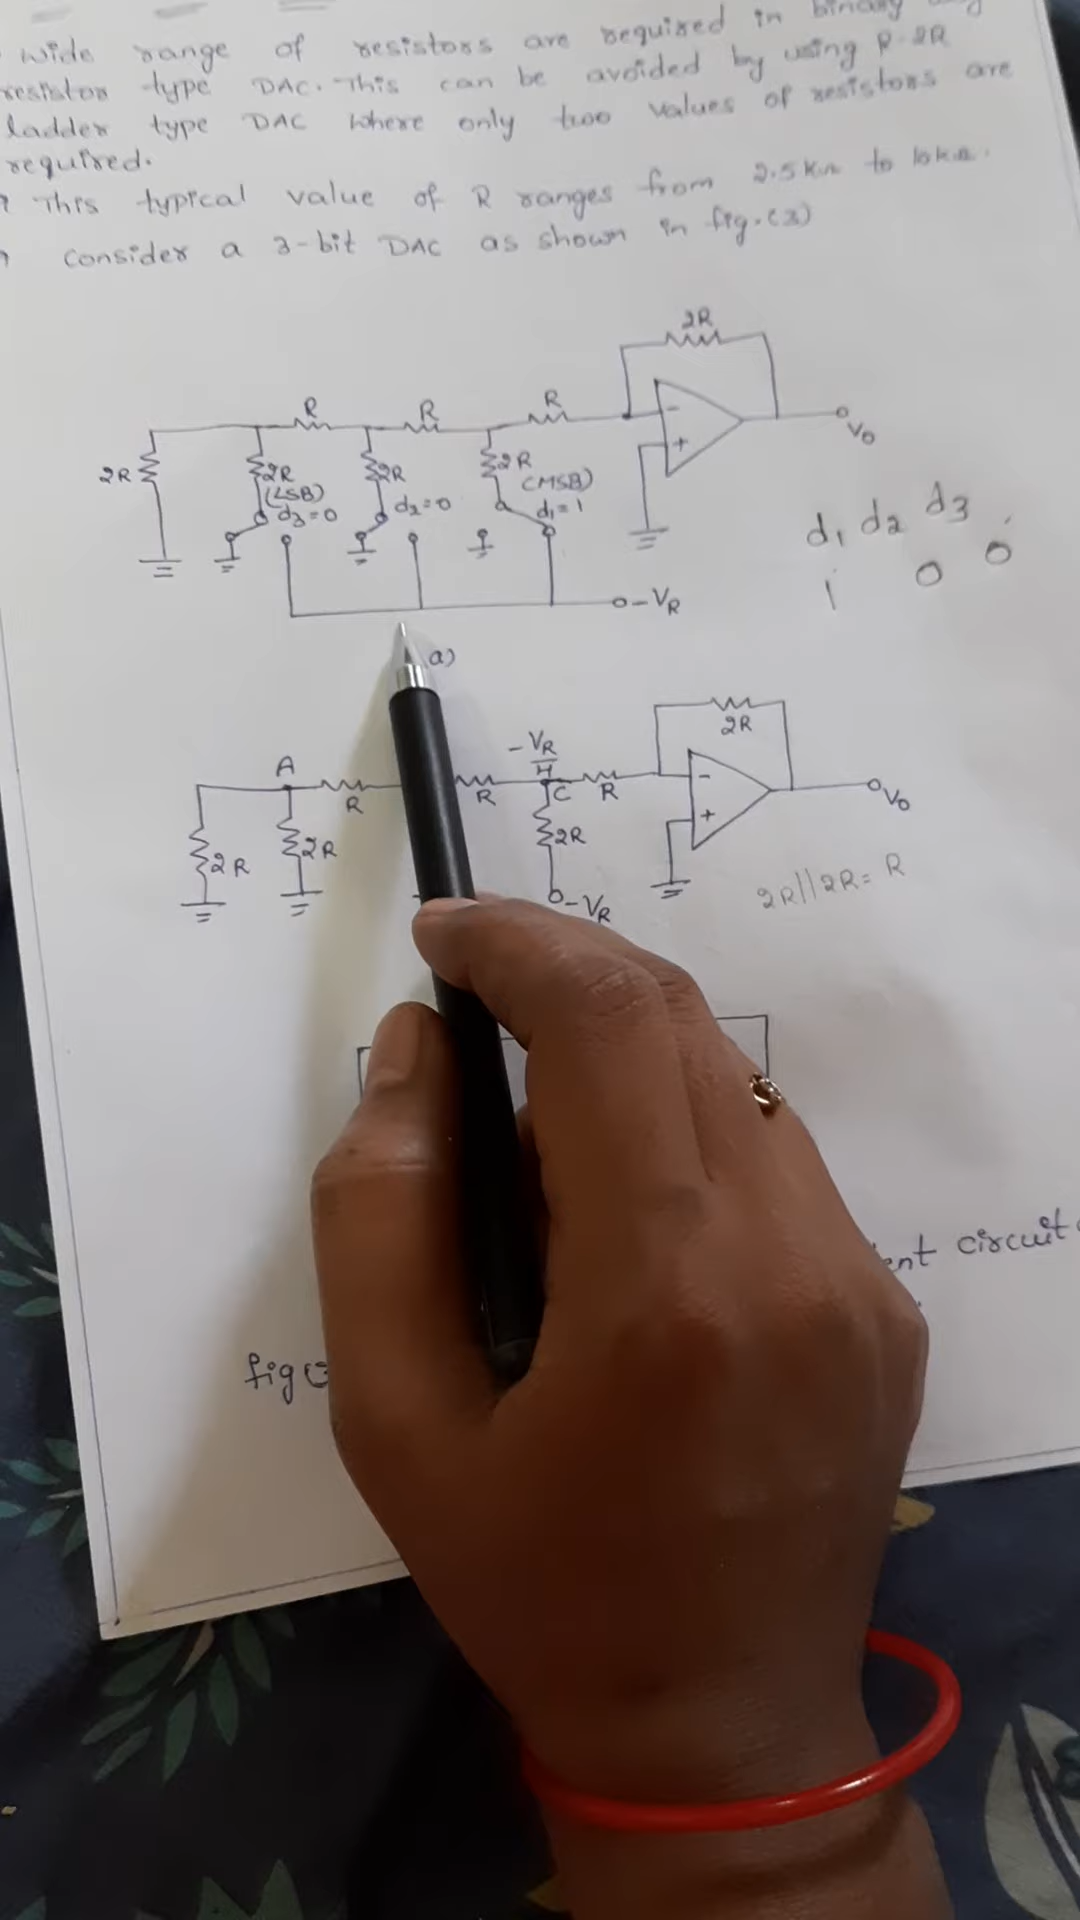 wide range of resistors are required in binary
resistor type DAC. This can be avoided by using R-2R
ladder type DAC where only two values of resistors are
required.
This typical value of R ranges from 2.5KΩ to 10KΩ.
consider a 3-bit DAC as shown in fig.(3)
2R
R R R
- +
Vo
2R 2R 2R 2R
(LSB) (MSB)
d3=0 d2=0 d1=1
d1 d2 d3
1 0 0
-VR
a)
2R
-VR/4
A
R R C R
- +
Vo
2R 2R 2R
-VR
2R||2R= R
ent circuit
fig